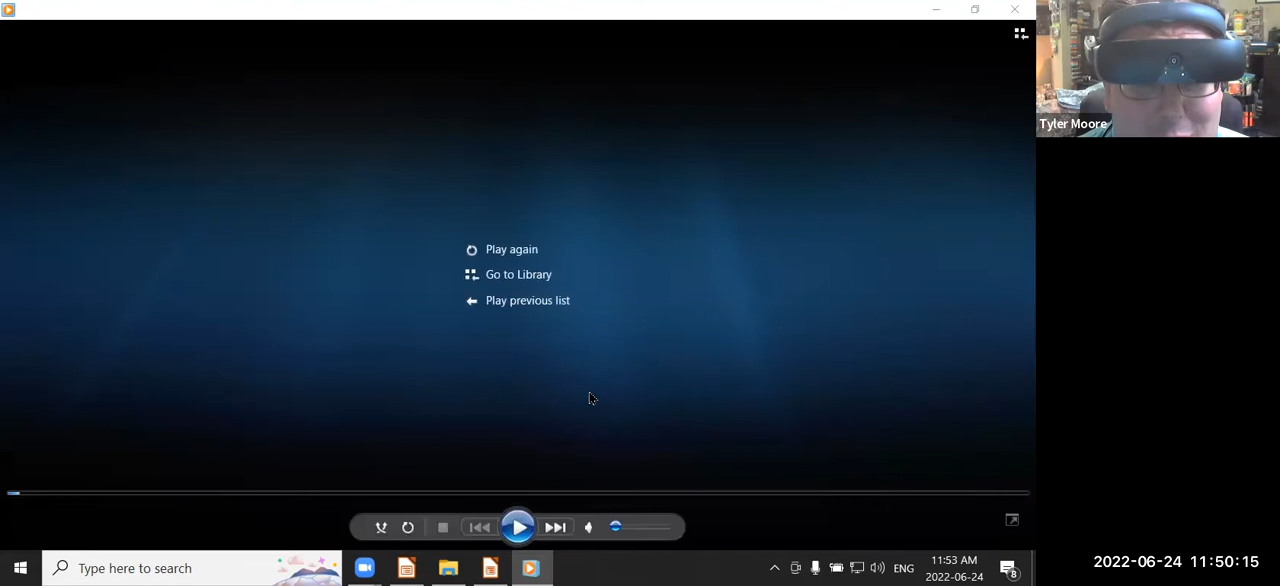 Tyler Moore
Play again
Go to Library
Play previous list
Type here to search
ENG
11:53 AM
2022-06-24
8
2022-06-24 11:50:15